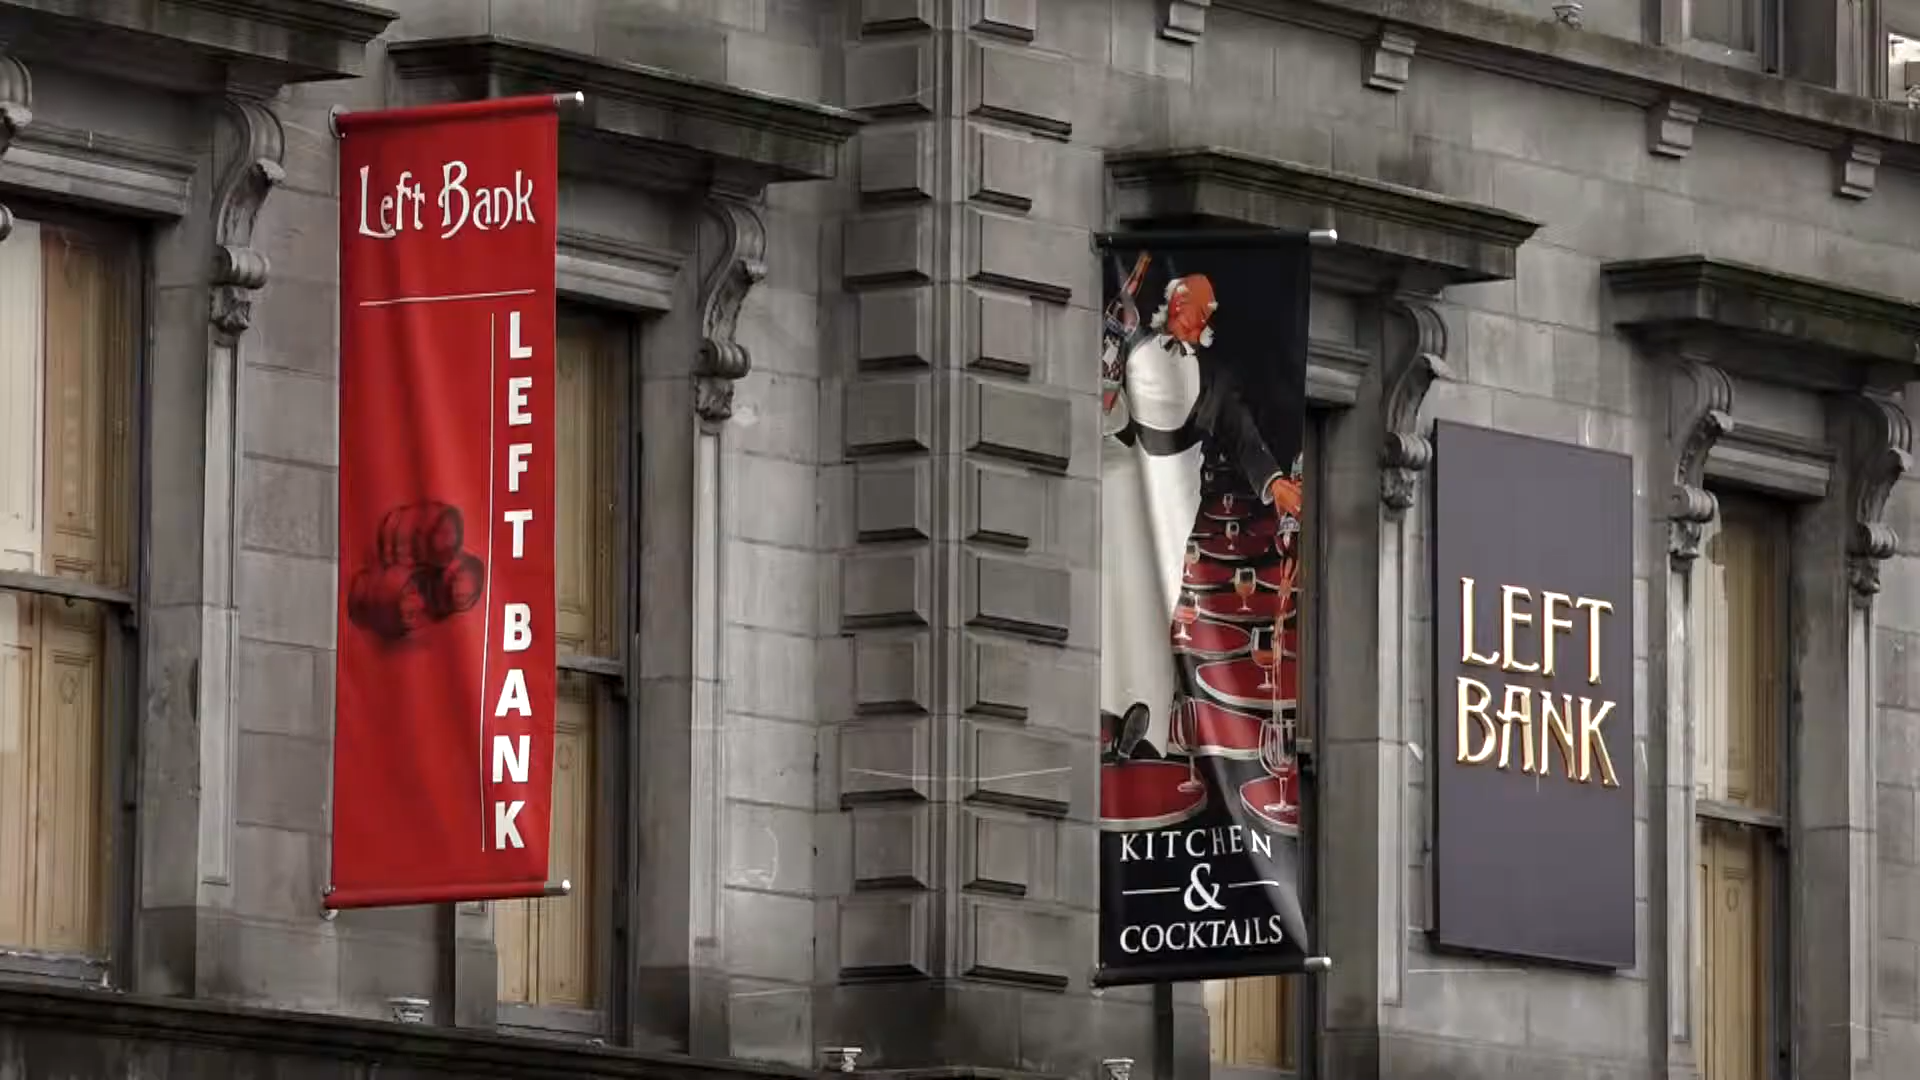 Left Bank
LEFT BANK
KITCHEN
&
COCKTAILS
LEFT
BANK